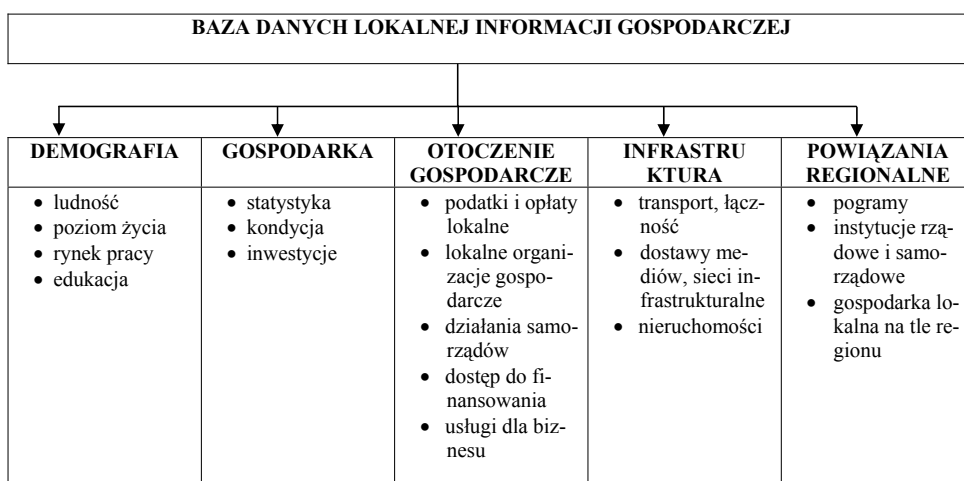 BAZA DANYCH LOKALNEJ INFORMACJI GOSPODARCZEJ
DEMOGRAFIA
• ludność
• poziom życia
• rynek pracy
• edukacja
GOSPODARKA
• statystyka
• kondycja
• inwestycje
OTOCZENIE
GOSPODARCZE
• podatki i opłaty
lokalne
• lokalne organi-
zacje gospo-
darcze
• działania samo-
rządów
• dostęp do fi-
nansowania
• usługi dla biz-
nesu
INFRASTRU
KTURA
• transport, łącz-
ność
• dostawy me-
diów, sieci in-
frastrukturalne
• nieruchomości
POWIĄZANIA
REGIONALNE
• pogramy
• instytucje rzą-
dowe i samo-
rządowe
• gospodarka lo-
kalna na tle re-
gionu